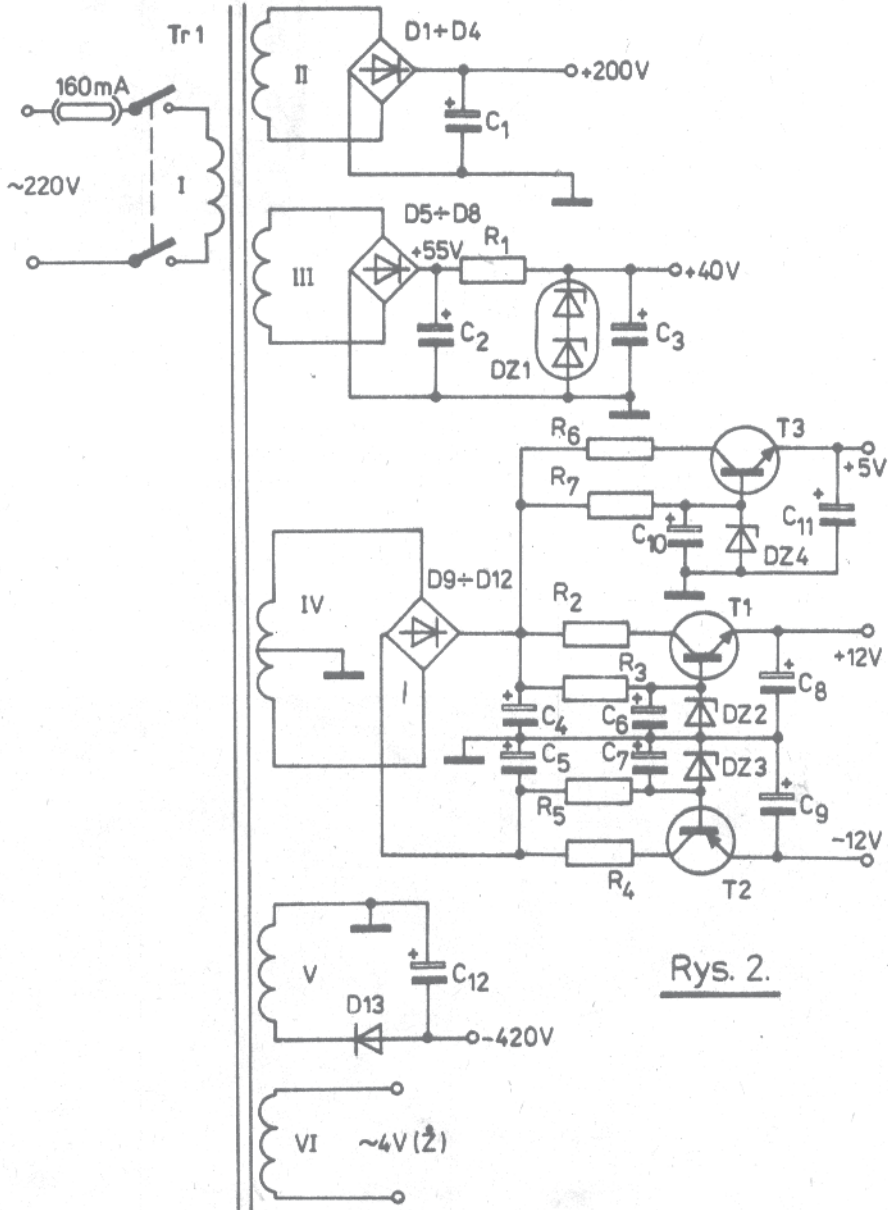 Tr1
160mA
~220V
I
II
D1÷D4
+200V
+
C1
III
D5÷D8
+55V
R1
+40V
+
C2
DZ1
+
C3
R6
T3
+5V
R7
+
C10
DZ4
+
C11
IV
D9÷D12
R2
T1
+12V
R3
+
C4
+
C6
DZ2
+
C8
+
C5
+
C7
DZ3
+
C9
R5
R4
T2
-12V
V
+
C12
D13
-420V
VI
~4V(Ż)
Rys. 2.